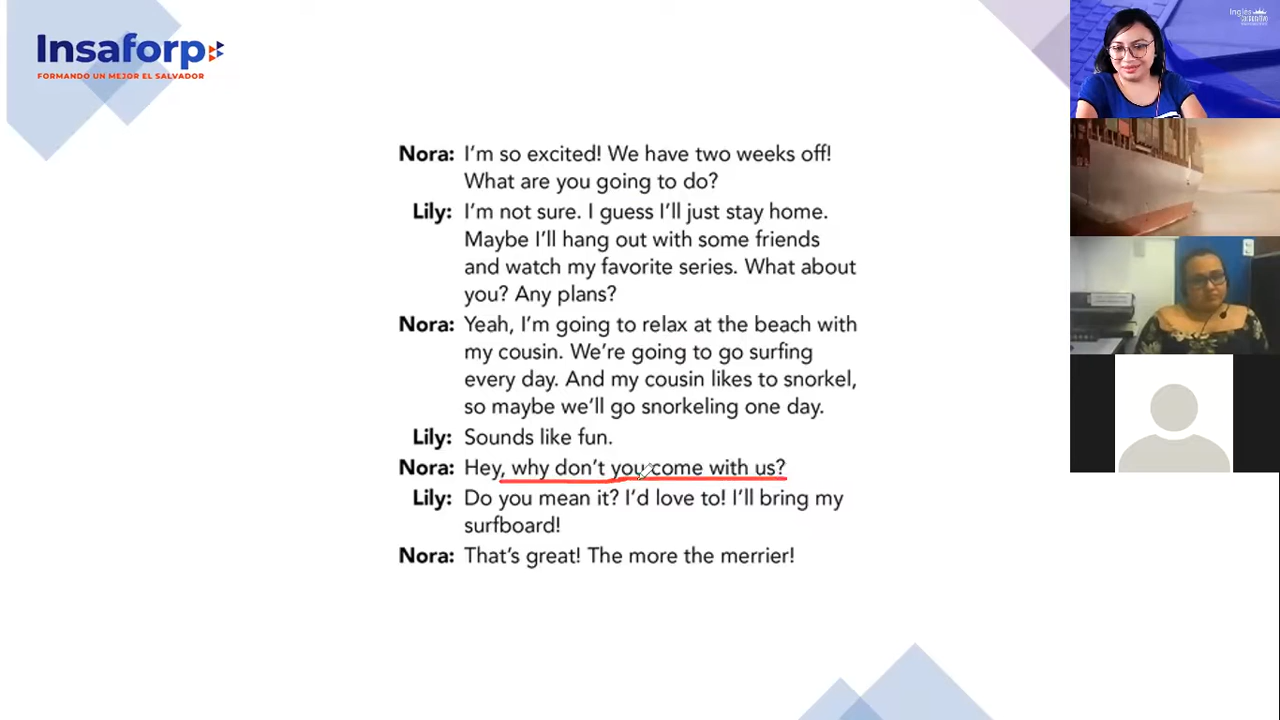 Insaforp
FORMANDO UN MEJOR EL SALVADOR
Nora: I'm so excited! We have two weeks off!
What are you going to do?
Lily: I'm not sure. I guess I'll just stay home.
Maybe I'll hang out with some friends
and watch my favorite series. What about
you? Any plans?
Nora: Yeah, I'm going to relax at the beach with
my cousin. We're going to go surfing
every day. And my cousin likes to snorkel,
so maybe we'll go snorkeling one day.
Lily: Sounds like fun.
Nora: Hey, why don't you come with us?
Lily: Do you mean it? I'd love to! I'll bring my
surfboard!
Nora: That's great! The more the merrier!
Inglés